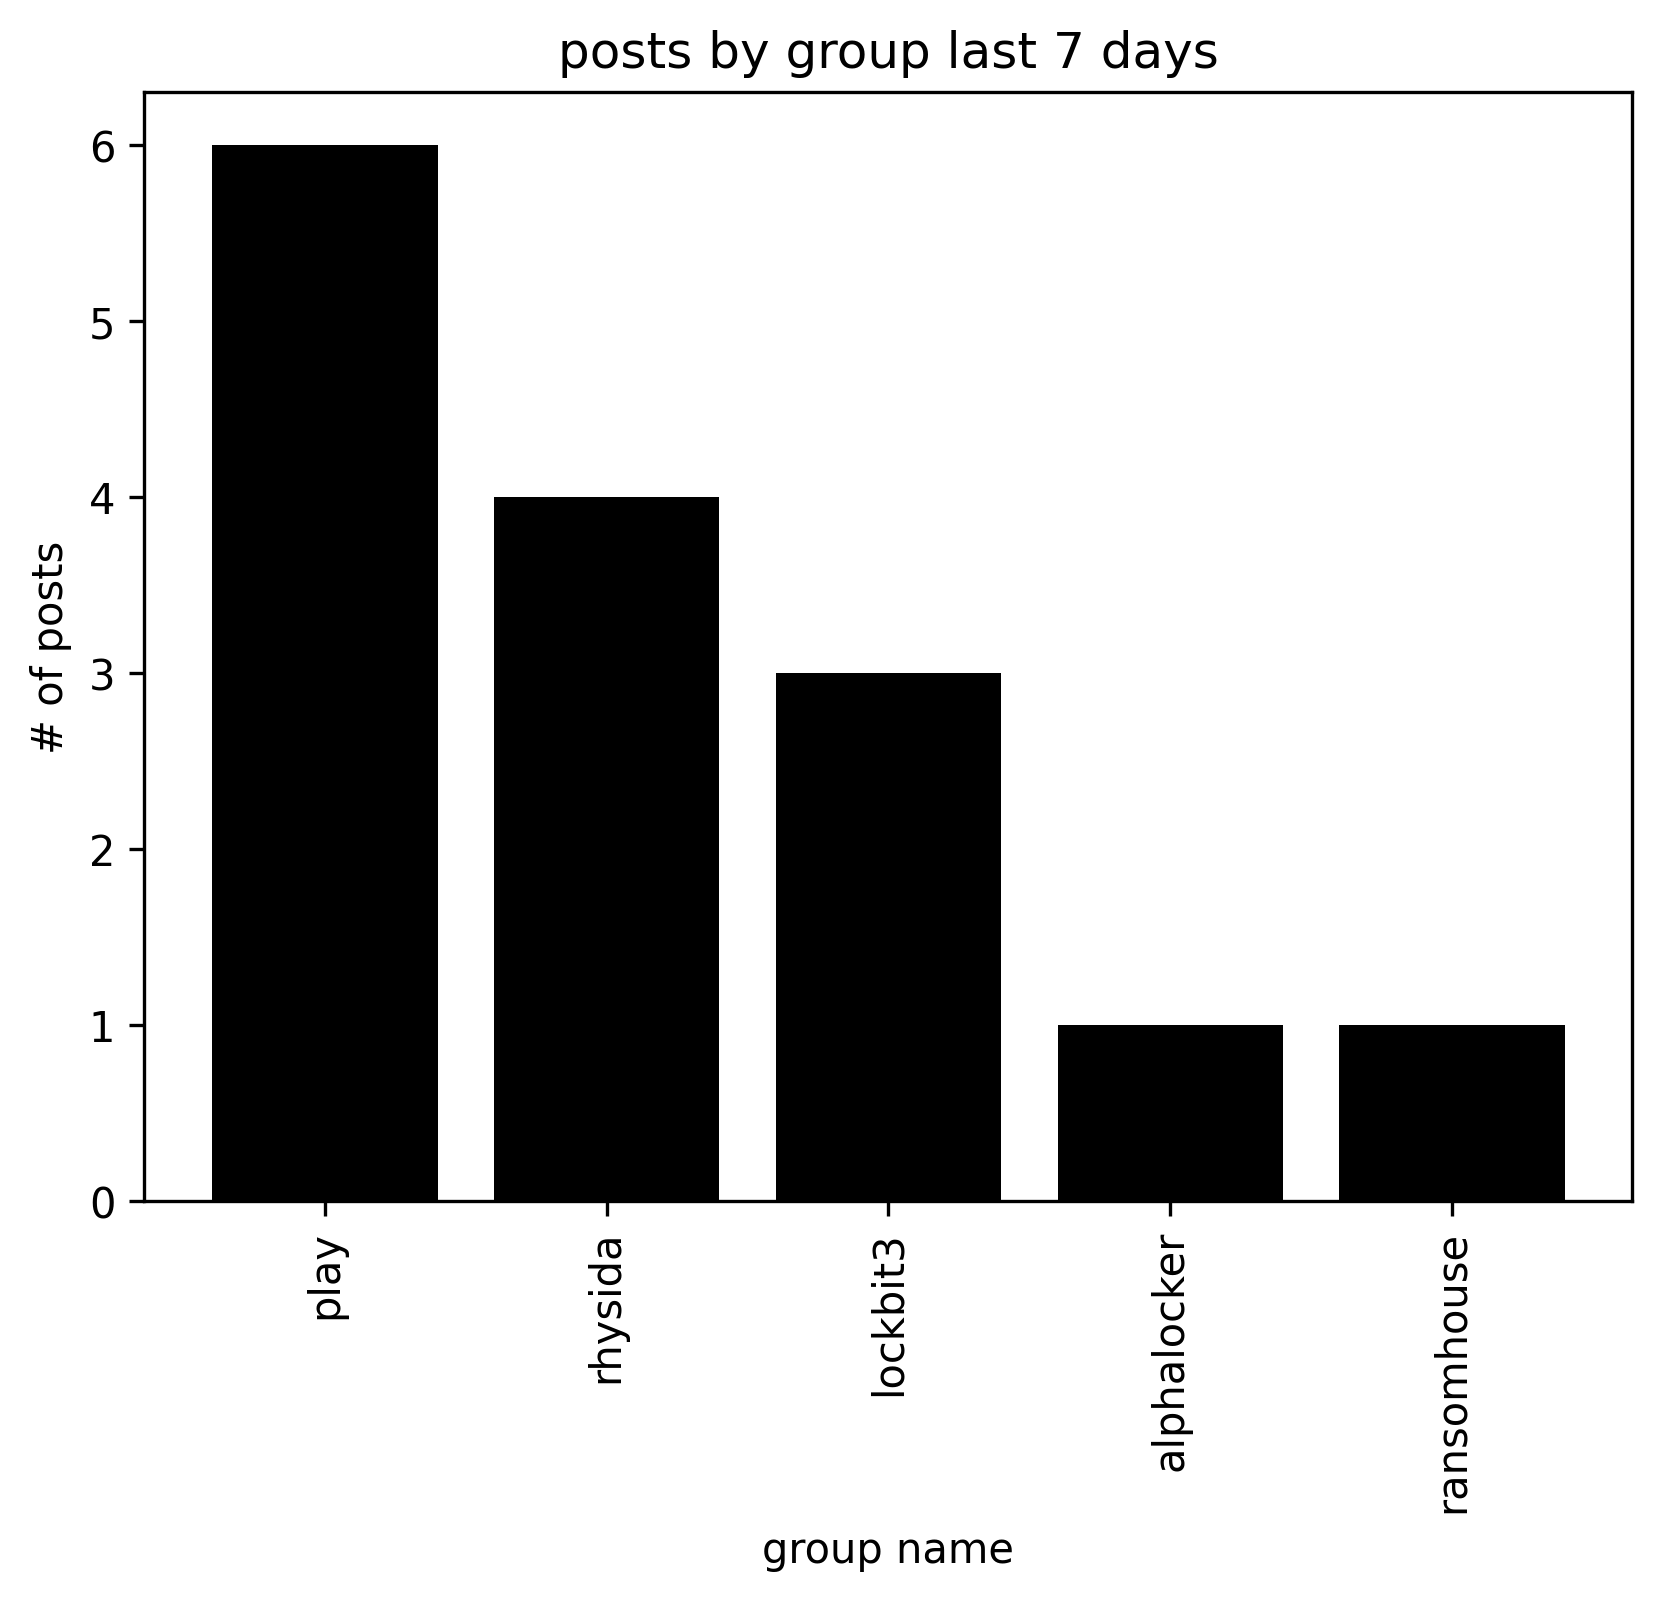 posts by group last 7 days
6
5
4
3
2
1
0
# of posts
play
rhysida
lockbit3
alphalocker
ransomhouse
group name